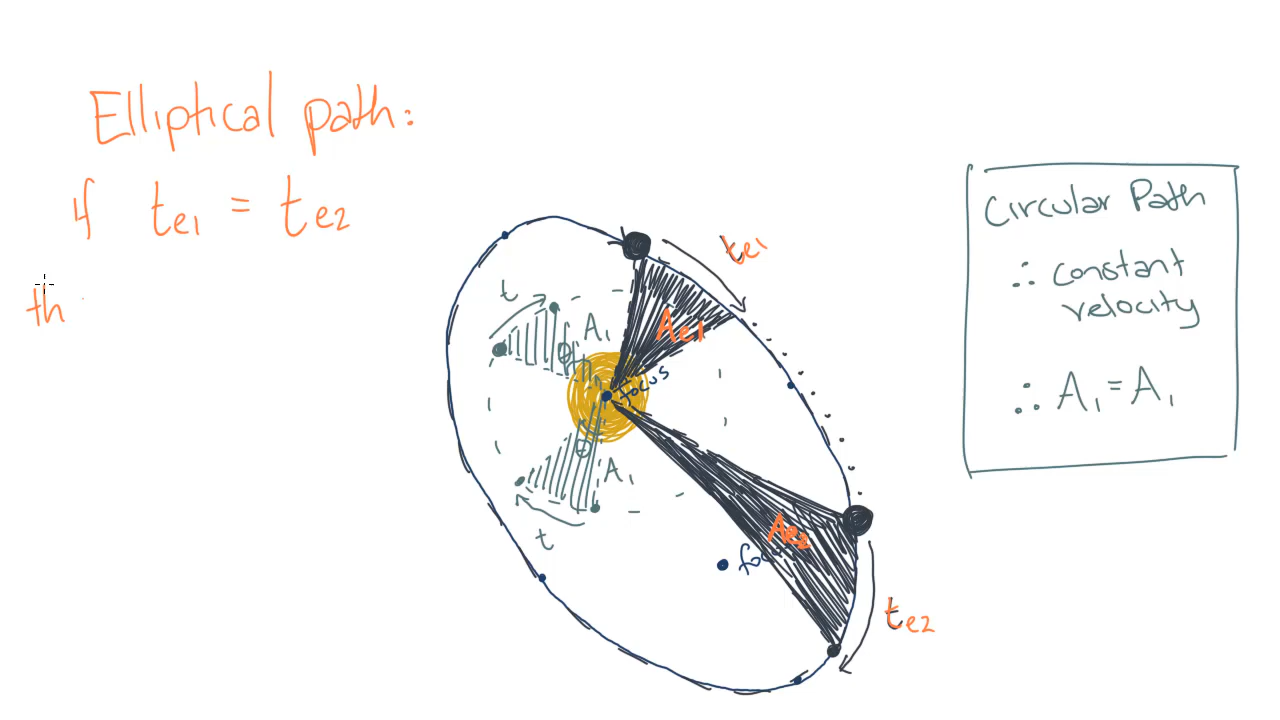 Elliptical path:
if te1 = te2
th
te1
t
A1
θ
Ae1
focus
θ
A1
t
Ae2
focus
te2
Circular Path
∴ constant
velocity
∴ A1 = A1